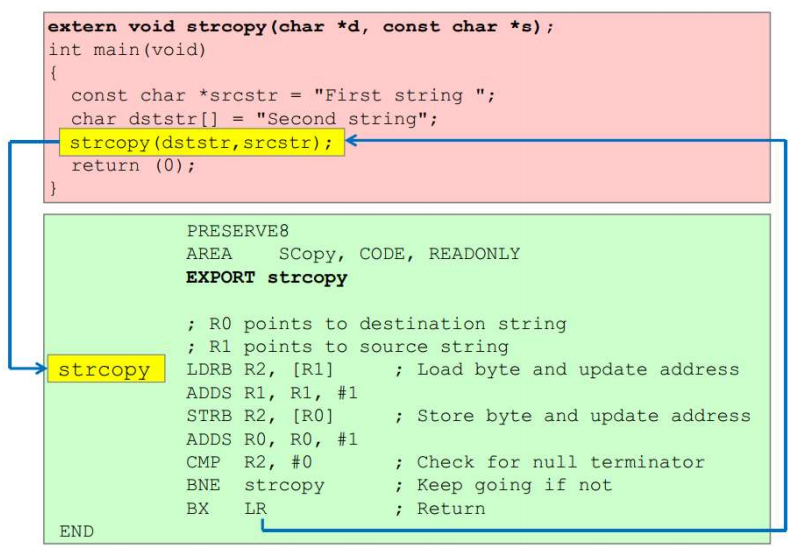 extern void strcopy(char *d, const char *s);
int main(void)
{
  const char *srcstr = "First string ";
  char dststr[] = "Second string";
  strcopy(dststr,srcstr);
  return (0);
}
PRESERVE8
AREA    SCopy, CODE, READONLY
EXPORT strcopy
; R0 points to destination string
; R1 points to source string
strcopy LDRB R2, [R1]    ; Load byte and update address
ADDS R1, R1, #1
STRB R2, [R0]    ; Store byte and update address
ADDS R0, R0, #1
CMP  R2, #0      ; Check for null terminator
BNE  strcopy     ; Keep going if not
BX   LR          ; Return
END